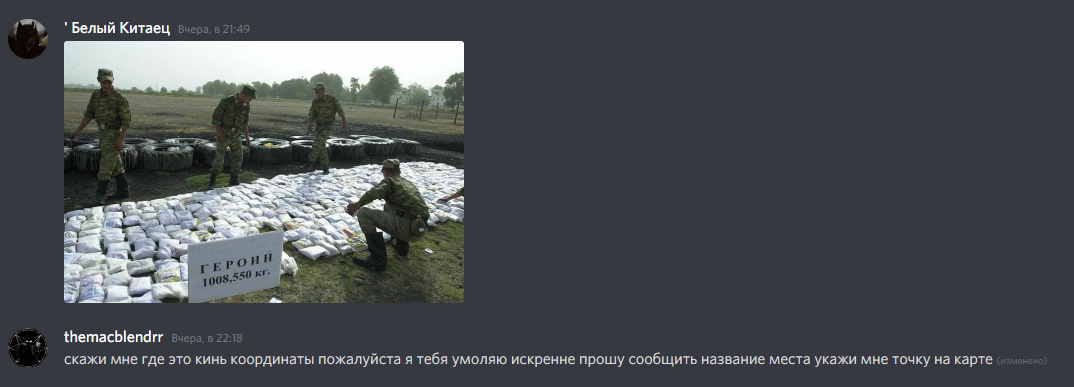 ' Белый Китаец Вчера, в 21:49
ГЕРОИН
1008,550 кг.
themacblendrr Вчера, в 22:18
скажи мне где это кинь координаты пожалуйста я тебя умоляю искренне прошу сообщить название места укажи мне точку на карте (изменено)